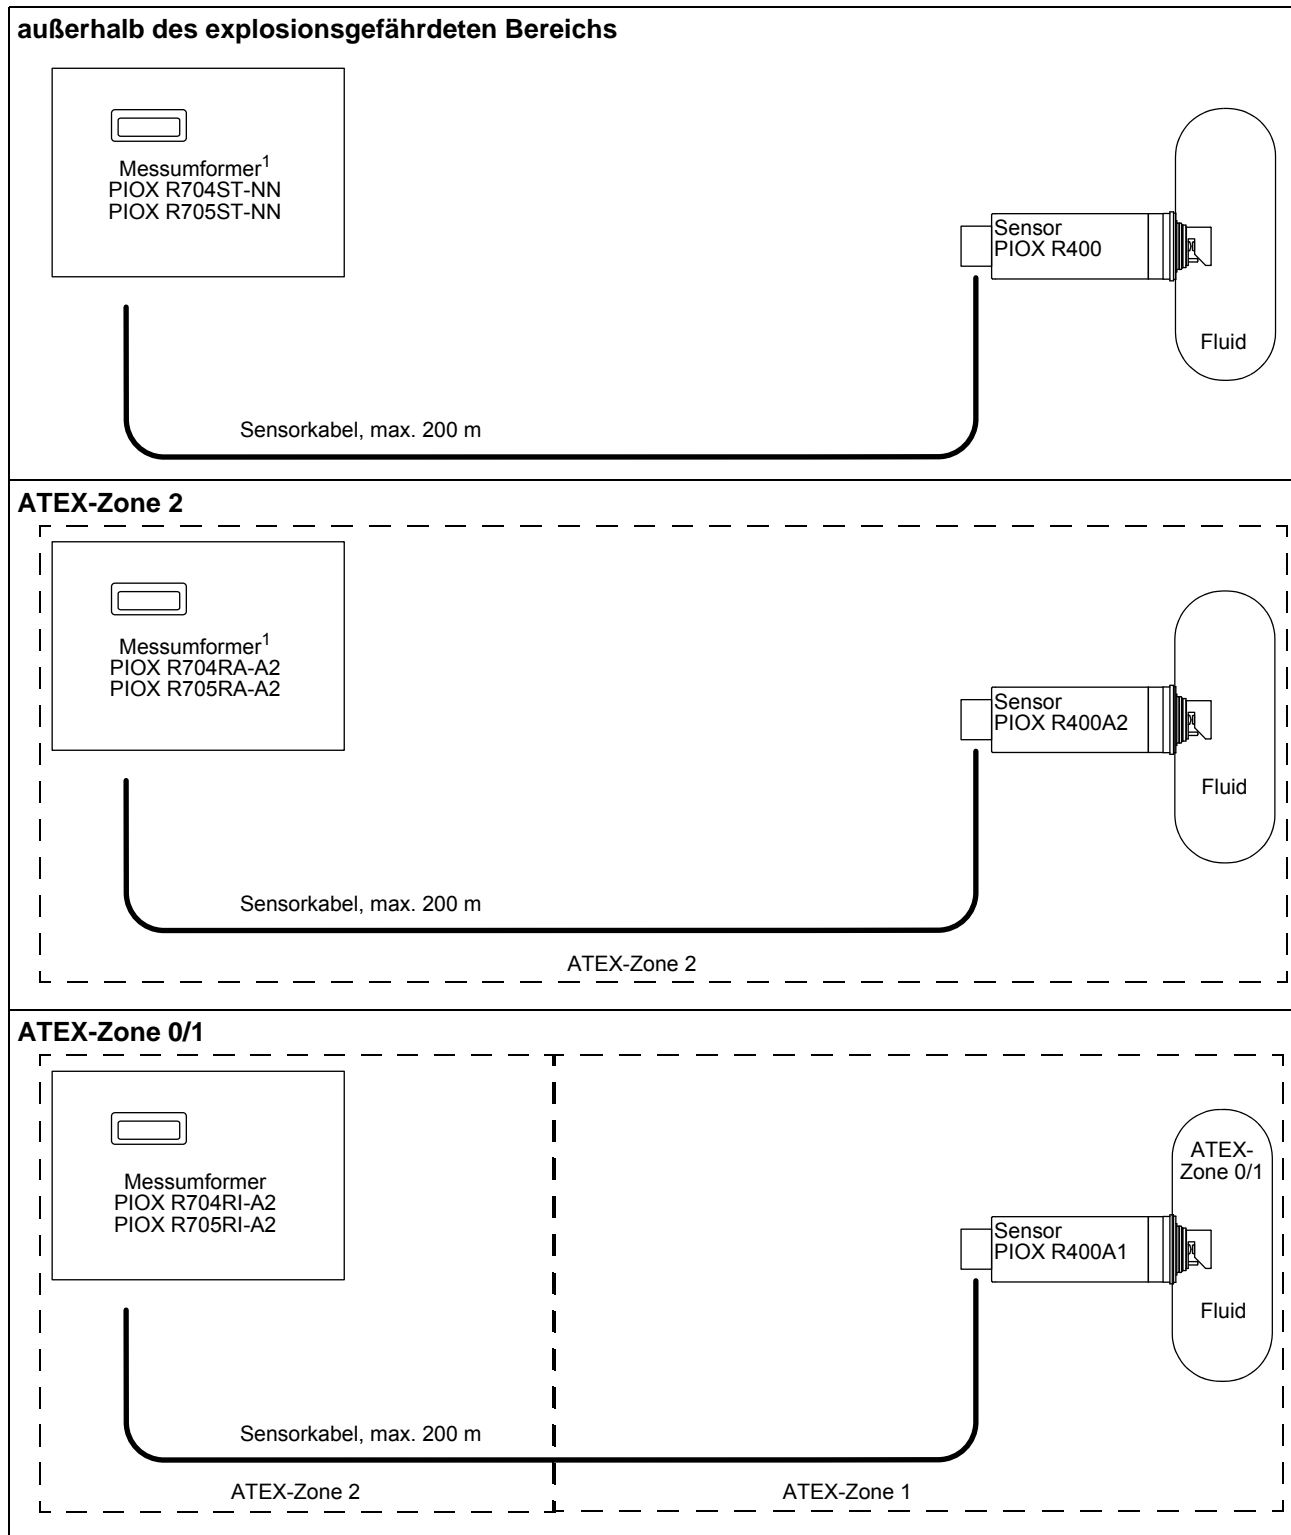 außerhalb des explosionsgefährdeten Bereichs
Messumformer1
PIOX R704ST-NN
PIOX R705ST-NN
Sensor
PIOX R400
Fluid
Sensorkabel, max. 200 m
ATEX-Zone 2
Messumformer1
PIOX R704RA-A2
PIOX R705RA-A2
Sensor
PIOX R400A2
Fluid
Sensorkabel, max. 200 m
ATEX-Zone 2
ATEX-Zone 0/1
Messumformer
PIOX R704RI-A2
PIOX R705RI-A2
ATEX-
Zone 0/1
Sensor
PIOX R400A1
Fluid
Sensorkabel, max. 200 m
ATEX-Zone 2
ATEX-Zone 1